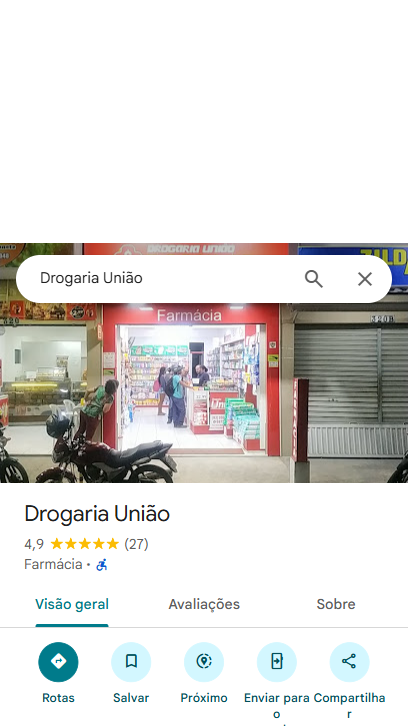 DROGARIA UNIÃO
Drogaria União
Farmácia
Drogaria União
4,9 (27)
Farmácia •
Visão geral Avaliações Sobre
Rotas Salvar Próximo Enviar para o Compartilhar